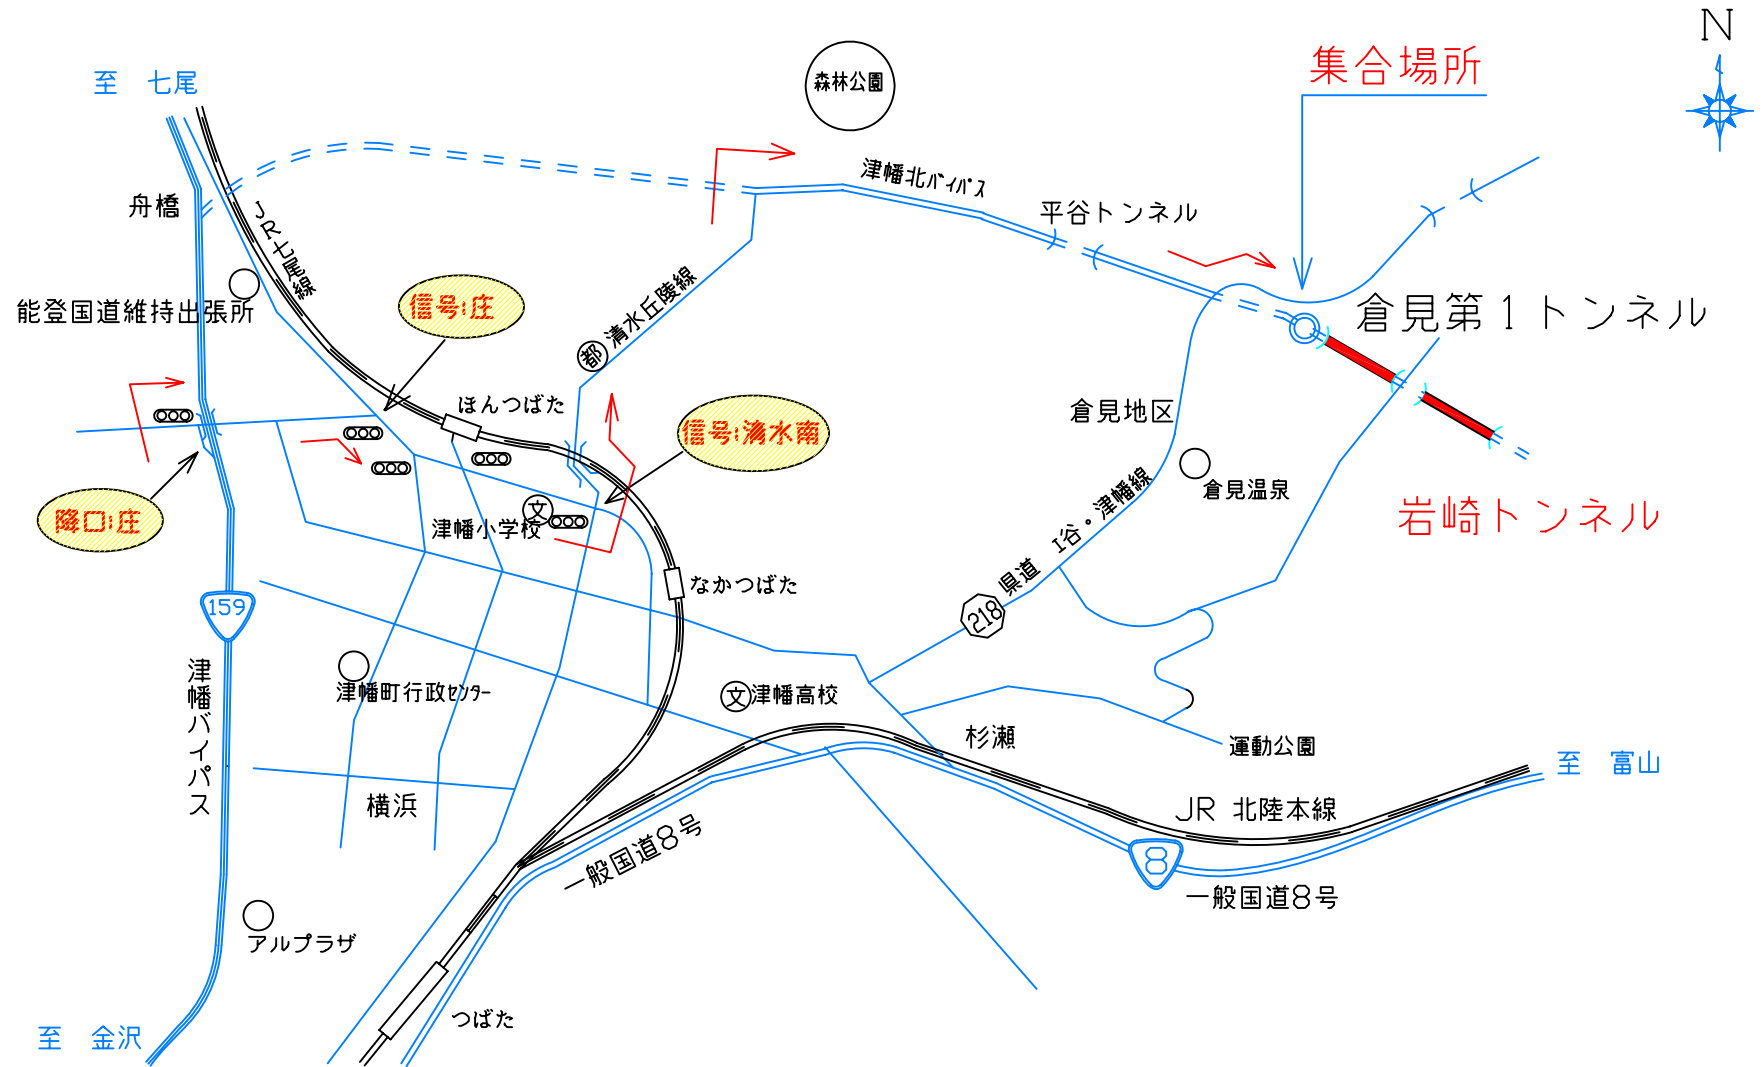 N
集合場所
至 七尾
森林公園
津幡北バイパス
平谷トンネル
舟橋
JR七尾線
能登国道維持出張所
信号:庄
都 清水丘陵線
倉見第1トンネル
ほんつばた
倉見地区
信号:清水南
倉見温泉
岩崎トンネル
降口:庄
文
津幡小学校
県道 I谷・津幡線
218
なかつばた
159
津幡バイパス
津幡町行政センター
文 津幡高校
杉瀬
運動公園
至 富山
横浜
JR 北陸本線
一般国道8号
8
一般国道8号
アルプラザ
つばた
至 金沢